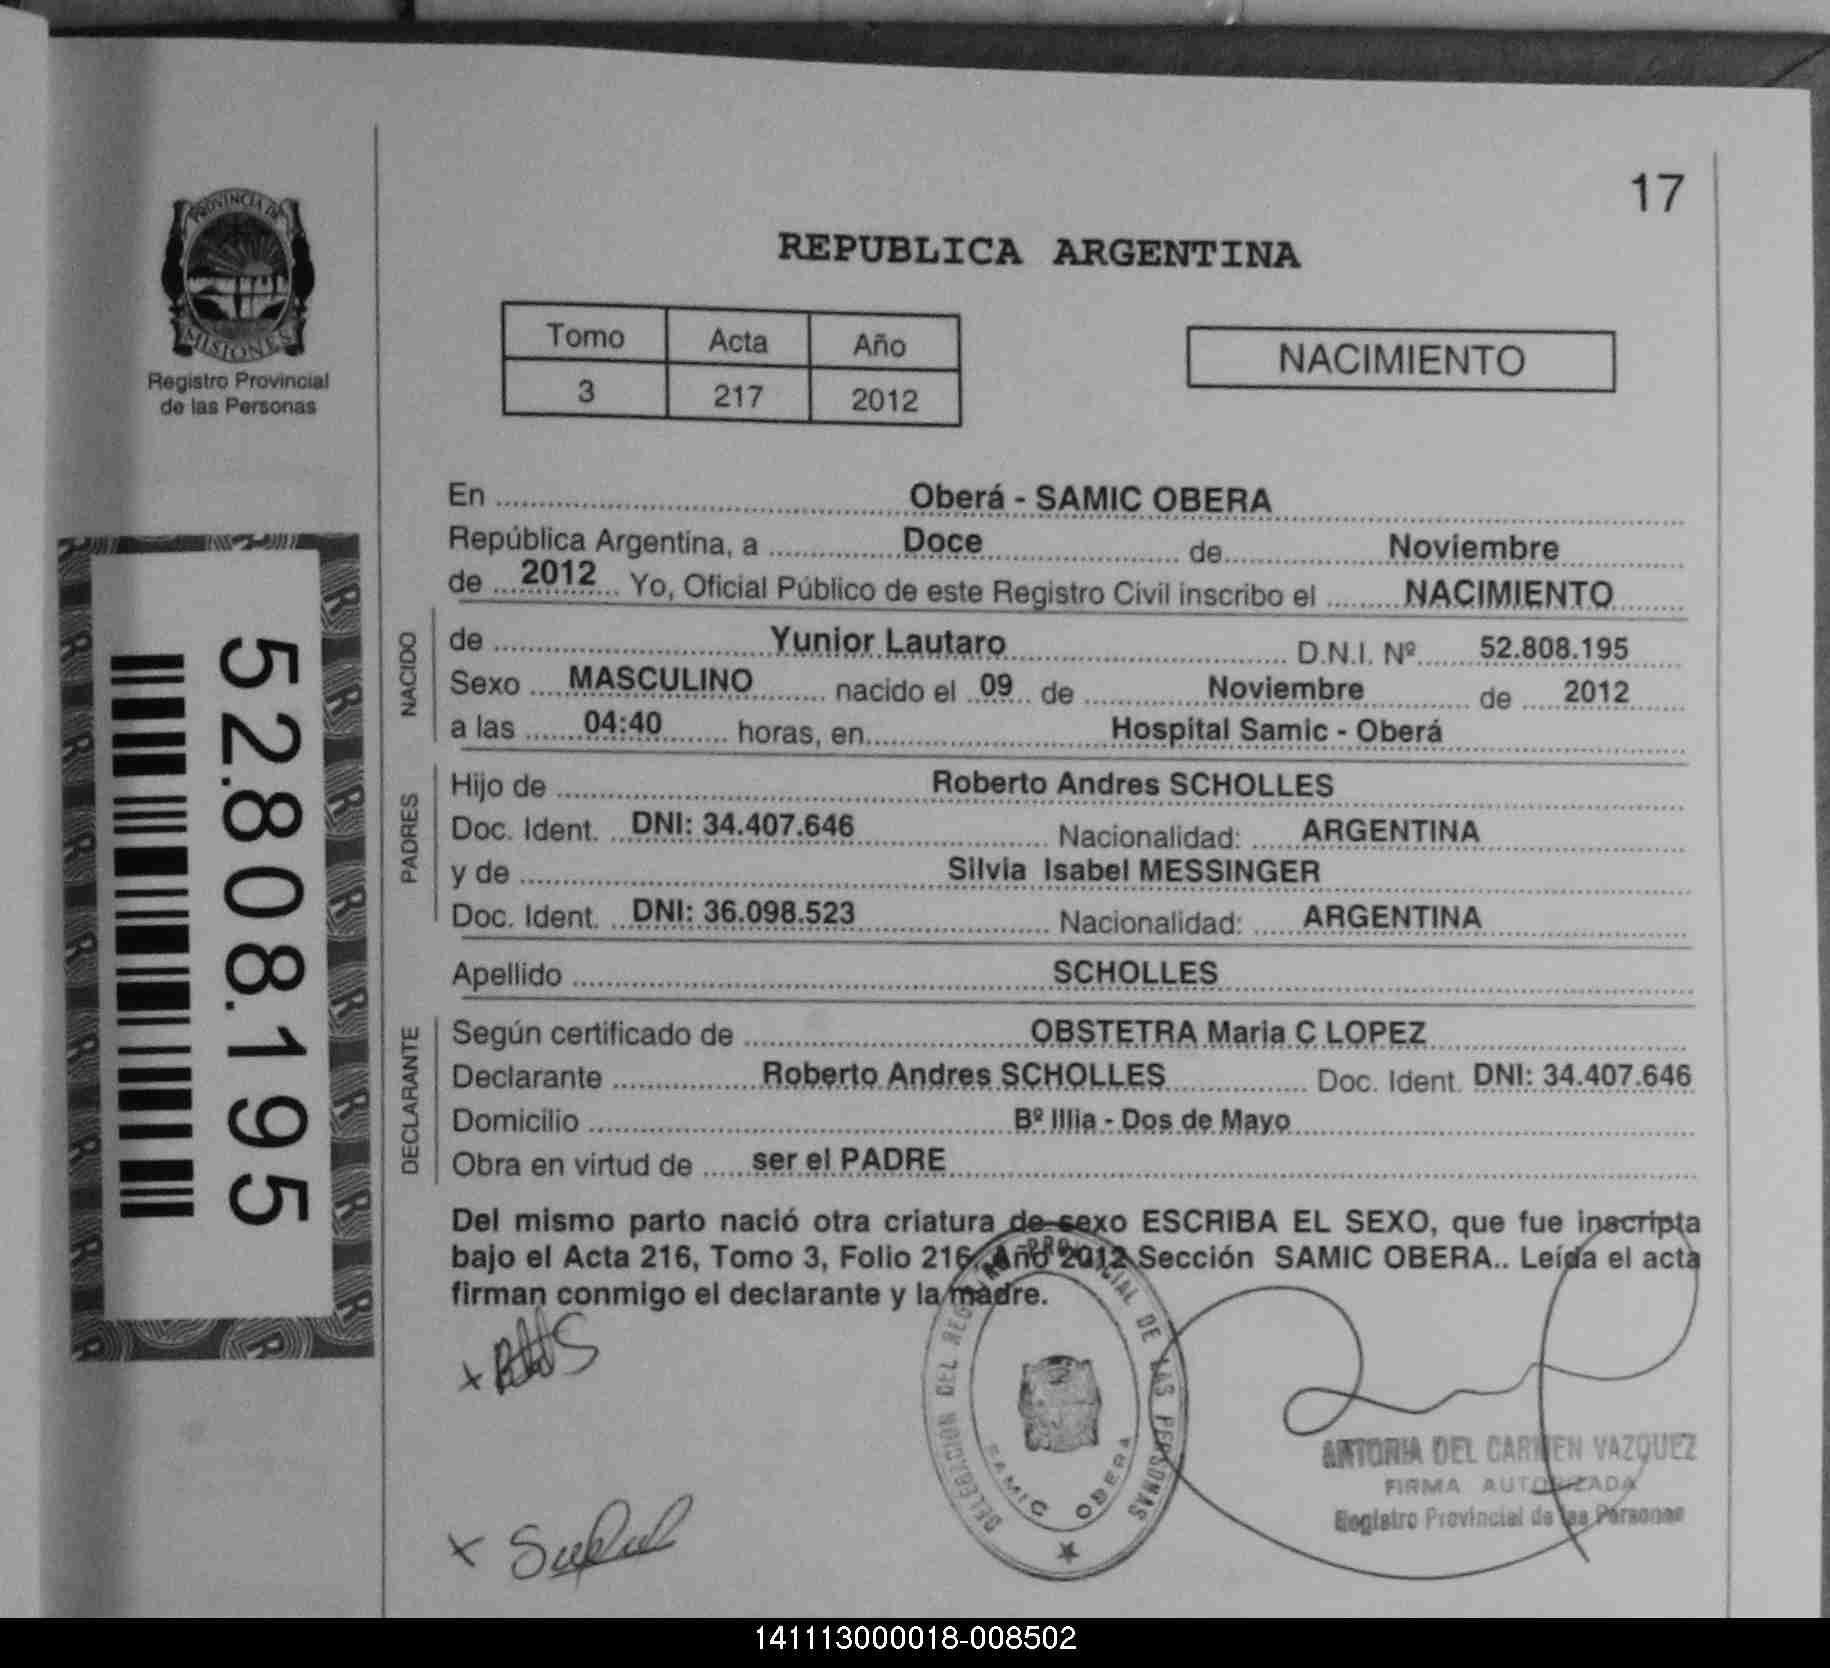 17
PROVINCIA DE
MISIONES
Registro Provincial
de las Personas
REPUBLICA ARGENTINA
Tomo Acta Año
3 217 2012
NACIMIENTO
52.808.195
En Oberá - SAMIC OBERA
República Argentina, a Doce de Noviembre
de 2012 Yo, Oficial Público de este Registro Civil inscribo el NACIMIENTO
NACIDO
de Yunior Lautaro D.N.I. Nº 52.808.195
Sexo MASCULINO nacido el 09 de Noviembre de 2012
a las 04:40 horas, en Hospital Samic - Oberá
PADRES
Hijo de Roberto Andres SCHOLLES
Doc. Ident. DNI: 34.407.646 Nacionalidad: ARGENTINA
y de Silvia Isabel MESSINGER
Doc. Ident. DNI: 36.098.523 Nacionalidad: ARGENTINA
Apellido SCHOLLES
DECLARANTE
Según certificado de OBSTETRA Maria C LOPEZ
Declarante Roberto Andres SCHOLLES Doc. Ident. DNI: 34.407.646
Domicilio Bº Illia - Dos de Mayo
Obra en virtud de ser el PADRE
Del mismo parto nació otra criatura de sexo ESCRIBA EL SEXO, que fue inscripta
bajo el Acta 216, Tomo 3, Folio 216, Año 2012 Sección SAMIC OBERA.. Leída el acta
firman conmigo el declarante y la madre.
DELEGACION DEL REGISTRO PROVINCIAL DE LAS PERSONAS
SAMIC OBERA
ANTONIA DEL CARMEN VAZQUEZ
FIRMA AUTORIZADA
Registro Provincial de las Personas
141113000018-008502